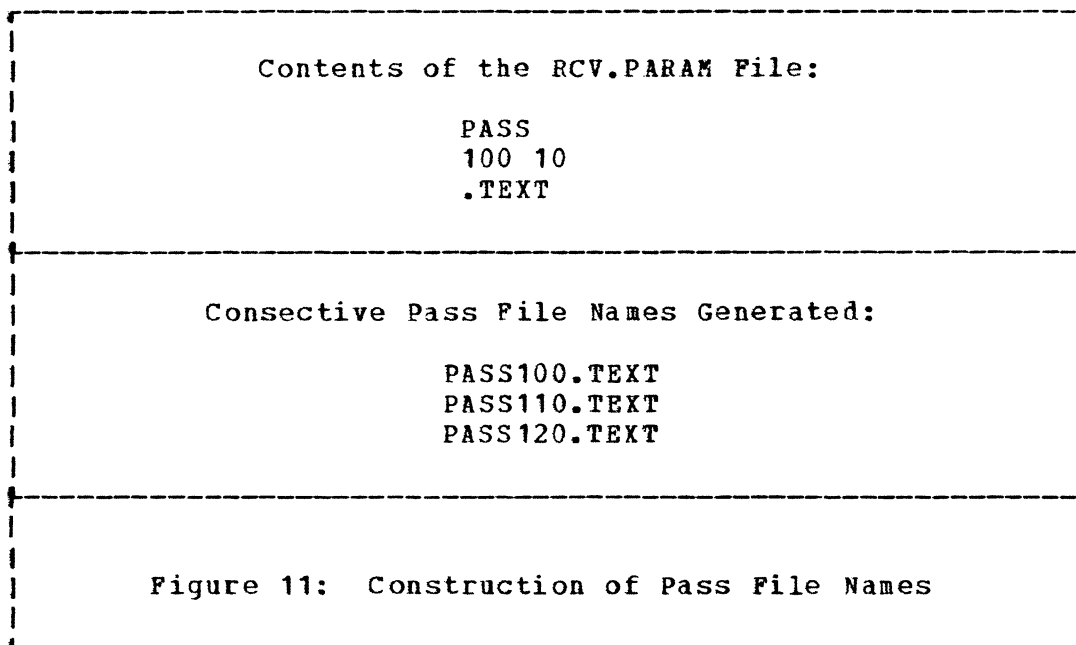 Contents of the RCV.PARAM File:
PASS
100 10
.TEXT
Consective Pass File Names Generated:
PASS100.TEXT
PASS110.TEXT
PASS120.TEXT
Figure 11: Construction of Pass File Names